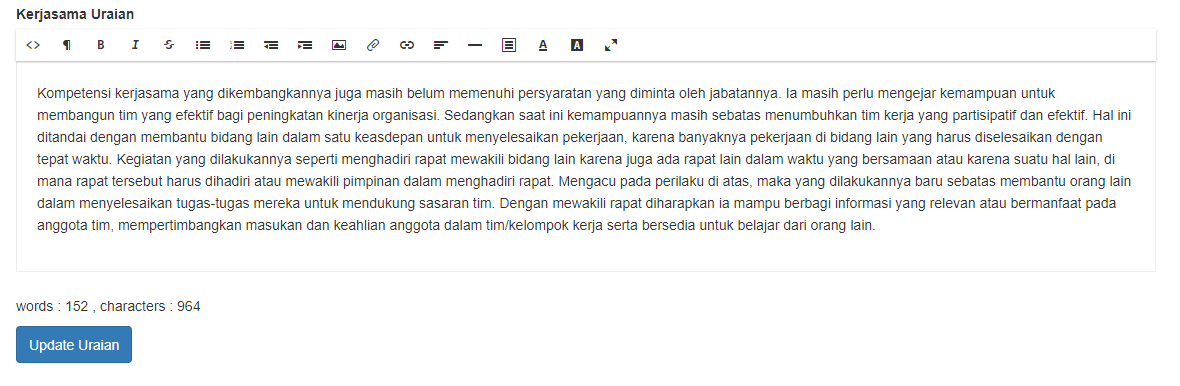 Kerjasama Uraian
Kompetensi kerjasama yang dikembangkannya juga masih belum memenuhi persyaratan yang diminta oleh jabatannya. Ia masih perlu mengejar kemampuan untuk
membangun tim yang efektif bagi peningkatan kinerja organisasi. Sedangkan saat ini kemampuannya masih sebatas menumbuhkan tim kerja yang partisipatif dan efektif. Hal ini
ditandai dengan membantu bidang lain dalam satu keasdepan untuk menyelesaikan pekerjaan, karena banyaknya pekerjaan di bidang lain yang harus diselesaikan dengan
tepat waktu. Kegiatan yang dilakukannya seperti menghadiri rapat mewakili bidang lain karena juga ada rapat lain dalam waktu yang bersamaan atau karena suatu hal lain, di
mana rapat tersebut harus dihadiri atau mewakili pimpinan dalam menghadiri rapat. Mengacu pada perilaku di atas, maka yang dilakukannya baru sebatas membantu orang lain
dalam menyelesaikan tugas-tugas mereka untuk mendukung sasaran tim. Dengan mewakili rapat diharapkan ia mampu berbagi informasi yang relevan atau bermanfaat pada
anggota tim, mempertimbangkan masukan dan keahlian anggota dalam tim/kelompok kerja serta bersedia untuk belajar dari orang lain.
words : 152 , characters : 964
Update Uraian